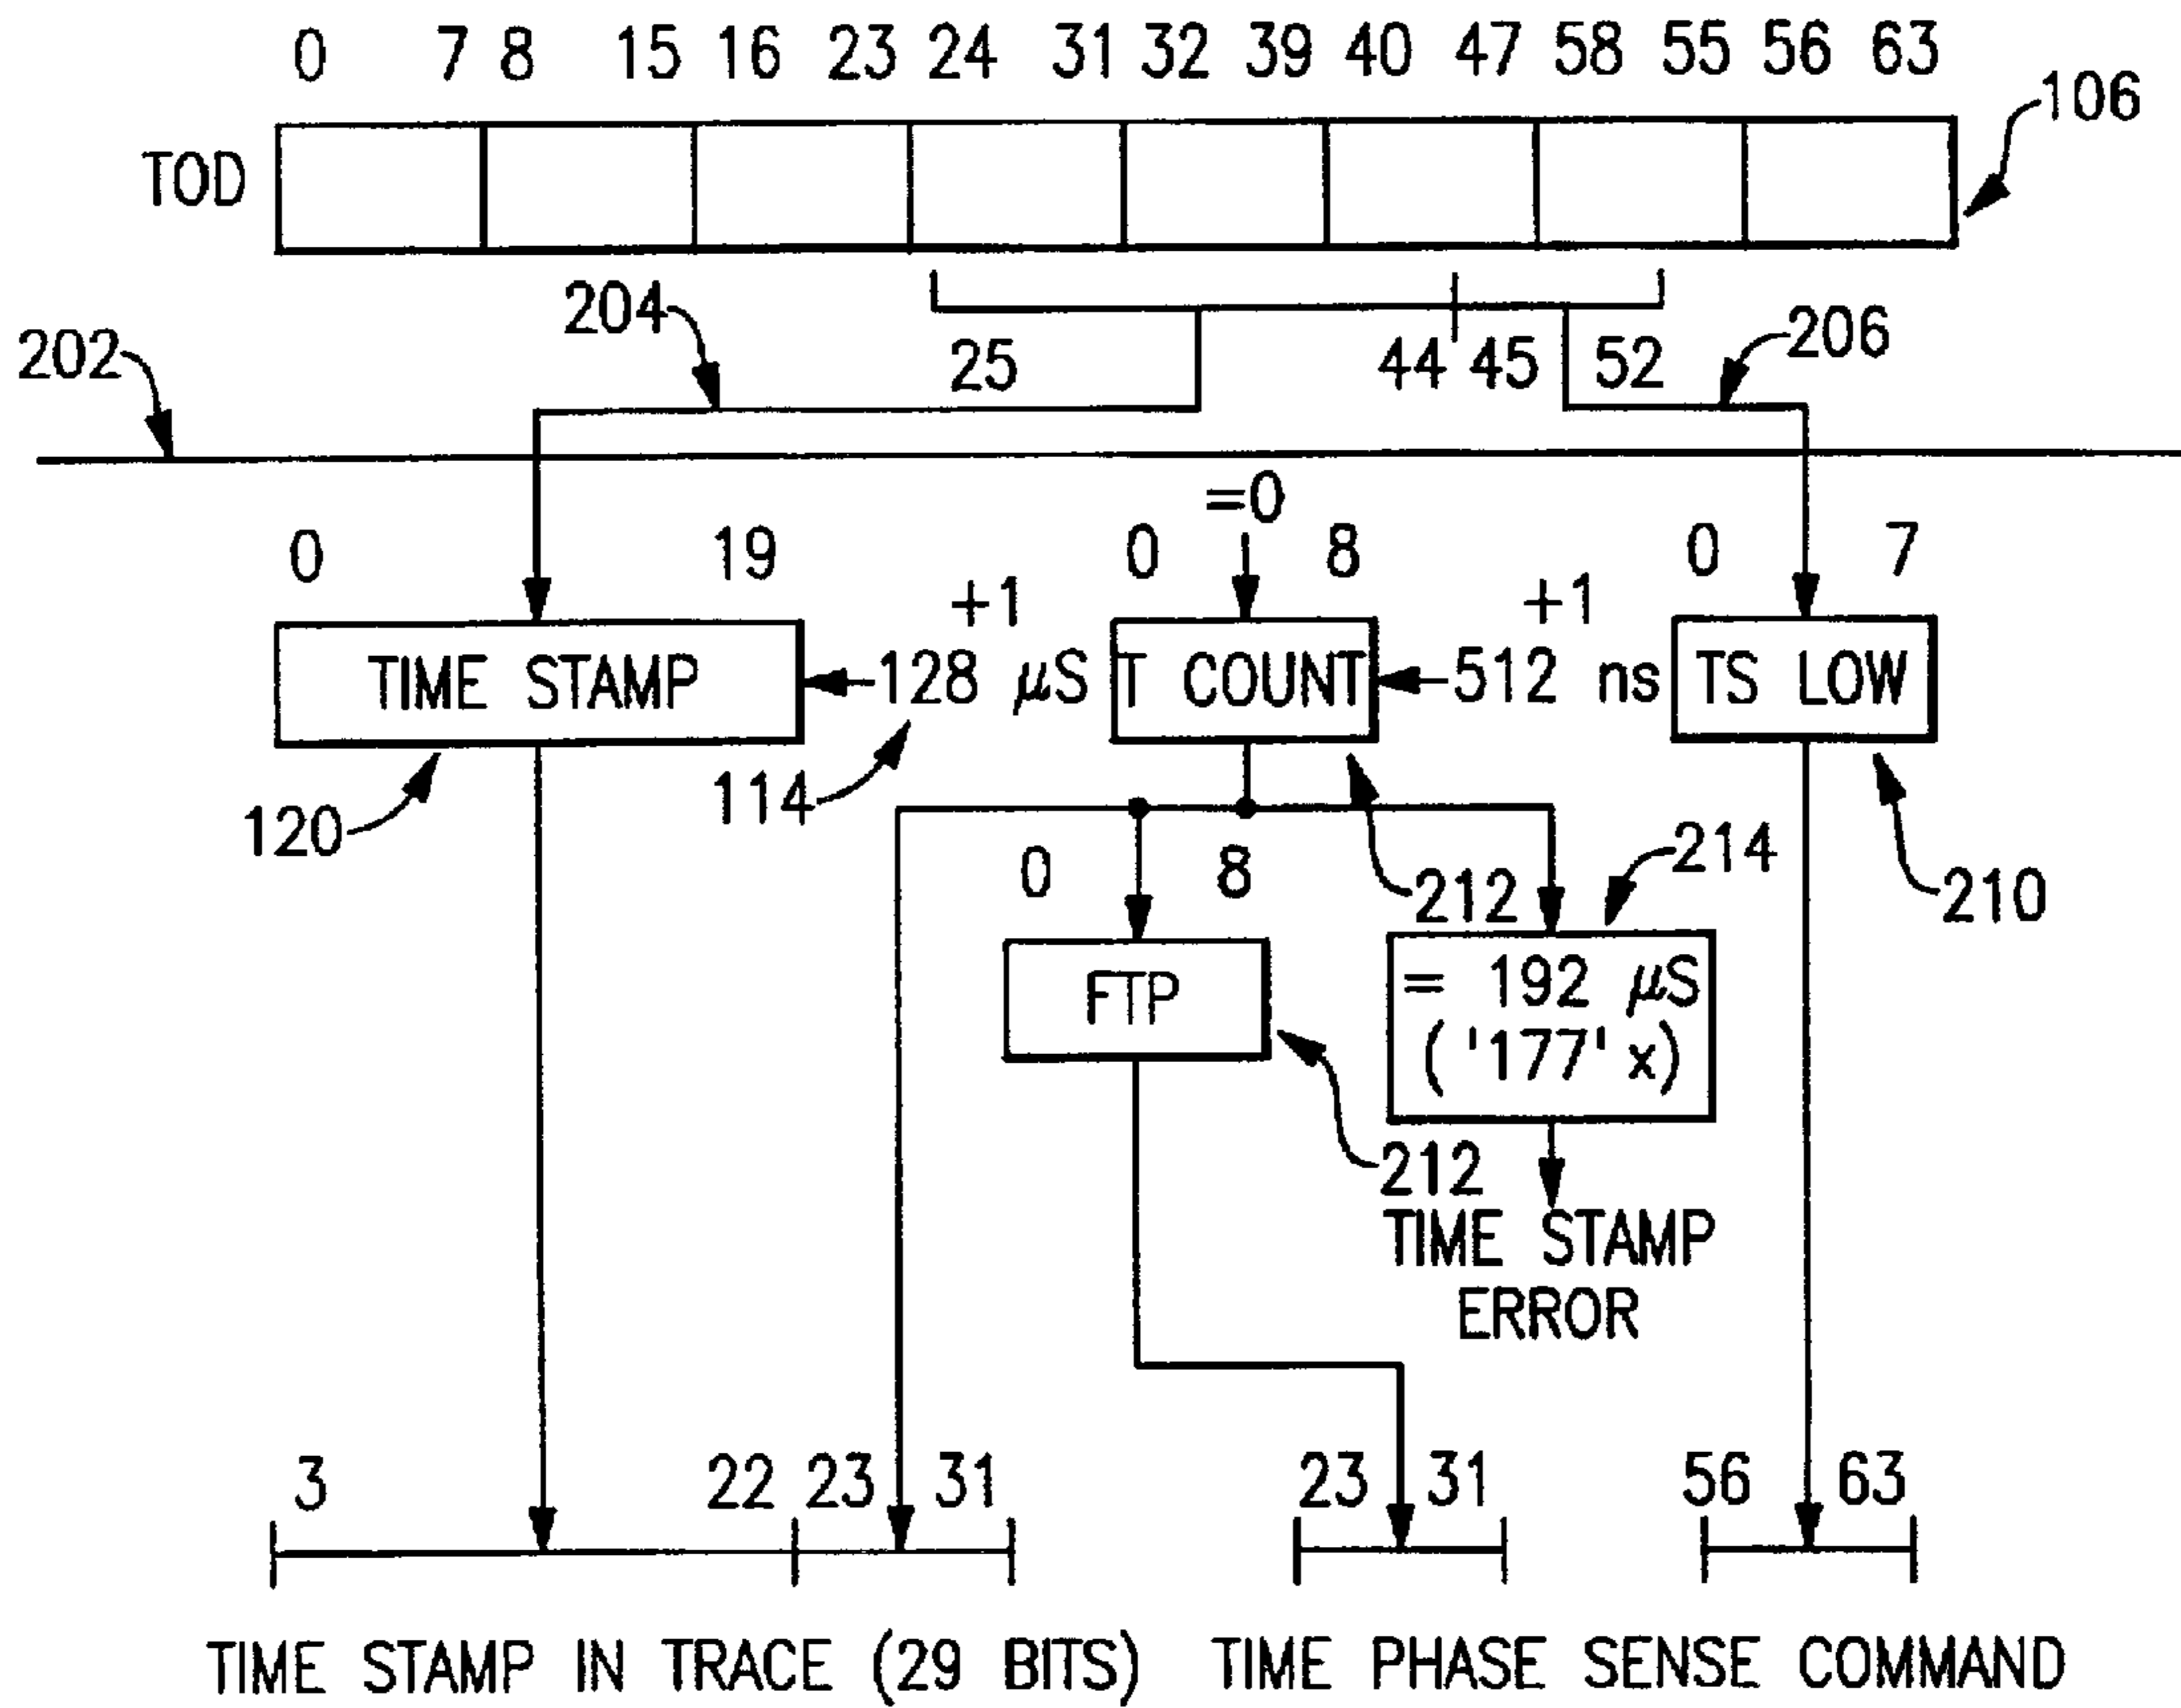 0 7 8 15 16 23 24 31 32 39 40 47 58 55 56 63
106
TOD
204
206
202
25 44 45 52
=0
0 19 0 8 0 7
+1 +1
TIME STAMP 128 μS T COUNT 512 ns TS LOW
114
120
0 8 212 214 210
FTP
= 192 μS
('177' x)
212
TIME STAMP
ERROR
3 22 23 31 23 31 56 63
TIME STAMP IN TRACE (29 BITS) TIME PHASE SENSE COMMAND